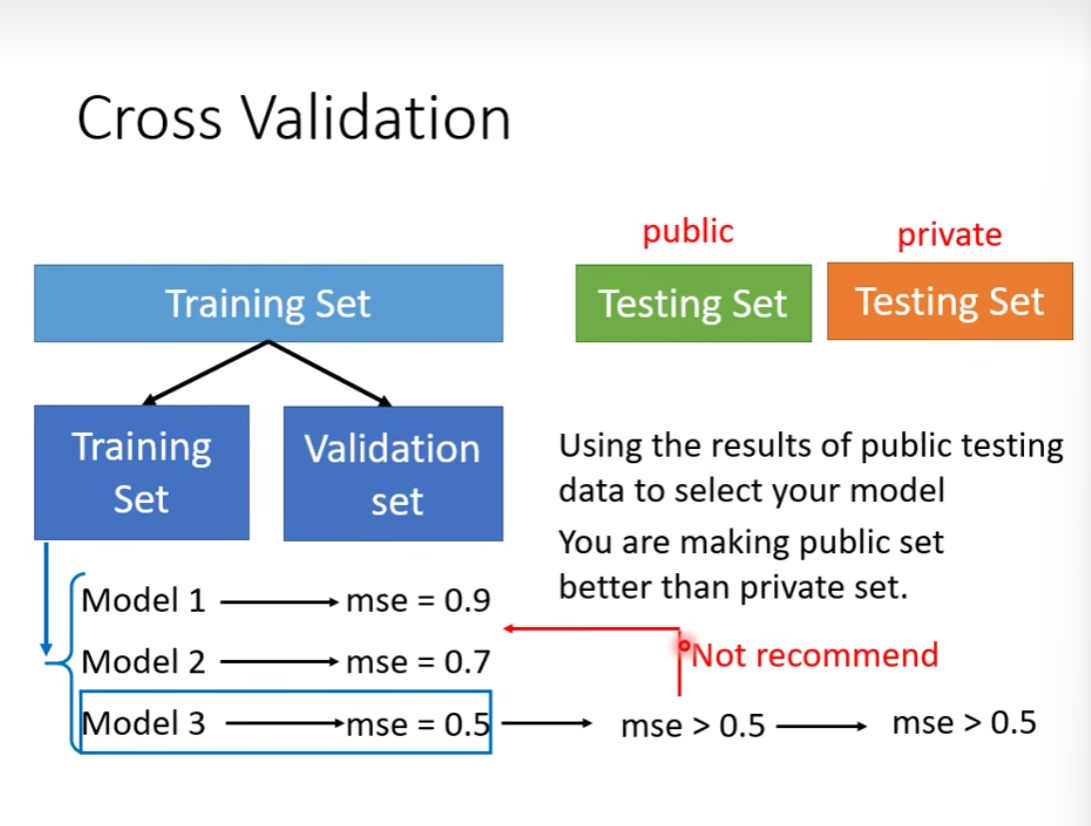 Cross Validation
public
private
Training Set
Testing Set
Testing Set
Training
Set
Validation
set
Using the results of public testing
data to select your model
You are making public set
better than private set.
Model 1 mse = 0.9
Model 2 mse = 0.7
Not recommend
Model 3 mse = 0.5 mse > 0.5 mse > 0.5